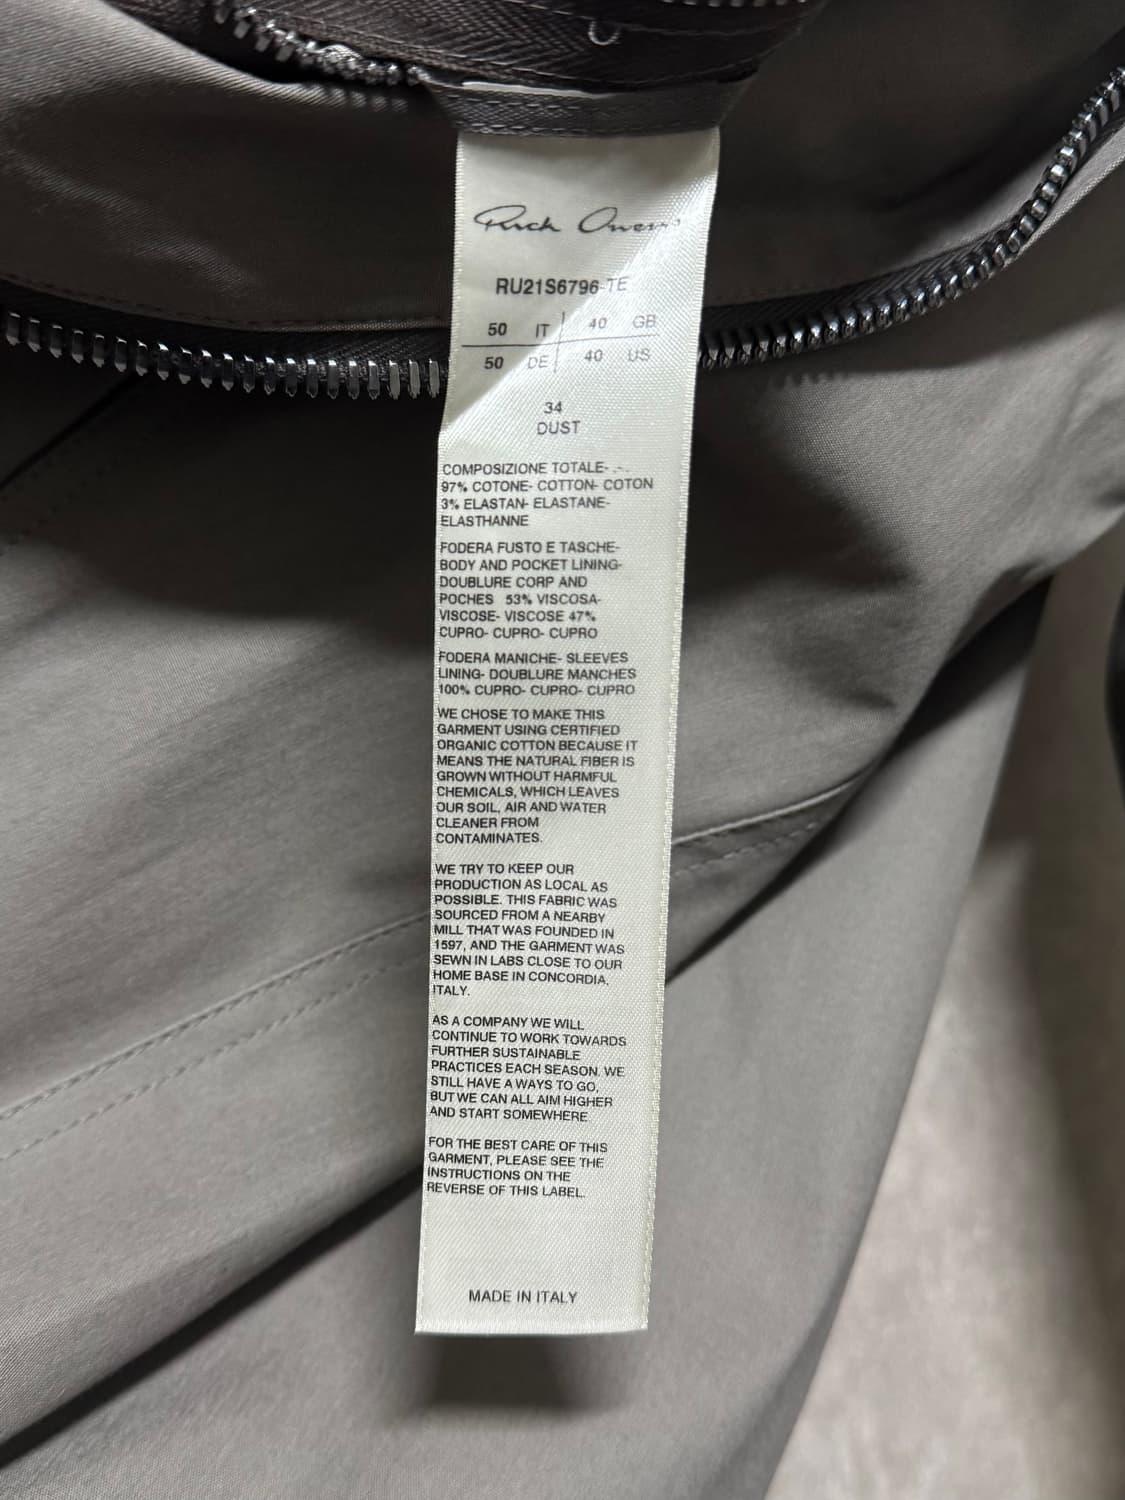 Rick Owens
RU21S6796-TE
50 IT 40 GB
50 DE 40 US
34
DUST
COMPOSIZIONE TOTALE- -.
97% COTONE- COTTON- COTON
3% ELASTAN- ELASTANE-
ELASTHANNE
FODERA FUSTO E TASCHE-
BODY AND POCKET LINING-
DOUBLURE CORP AND
POCHES 53% VISCOSA-
VISCOSE- VISCOSE 47%
CUPRO- CUPRO- CUPRO
FODERA MANICHE- SLEEVES
LINING- DOUBLURE MANCHES
100% CUPRO- CUPRO- CUPRO
WE CHOSE TO MAKE THIS
GARMENT USING CERTIFIED
ORGANIC COTTON BECAUSE IT
MEANS THE NATURAL FIBER IS
GROWN WITHOUT HARMFUL
CHEMICALS, WHICH LEAVES
OUR SOIL, AIR AND WATER
CLEANER FROM
CONTAMINATES.
WE TRY TO KEEP OUR
PRODUCTION AS LOCAL AS
POSSIBLE. THIS FABRIC WAS
SOURCED FROM A NEARBY
MILL THAT WAS FOUNDED IN
1597, AND THE GARMENT WAS
SEWN IN LABS CLOSE TO OUR
HOME BASE IN CONCORDIA,
ITALY.
AS A COMPANY WE WILL
CONTINUE TO WORK TOWARDS
FURTHER SUSTAINABLE
PRACTICES EACH SEASON. WE
STILL HAVE A WAYS TO GO,
BUT WE CAN ALL AIM HIGHER
AND START SOMEWHERE.
FOR THE BEST CARE OF THIS
GARMENT, PLEASE SEE THE
INSTRUCTIONS ON THE
REVERSE OF THIS LABEL.
MADE IN ITALY